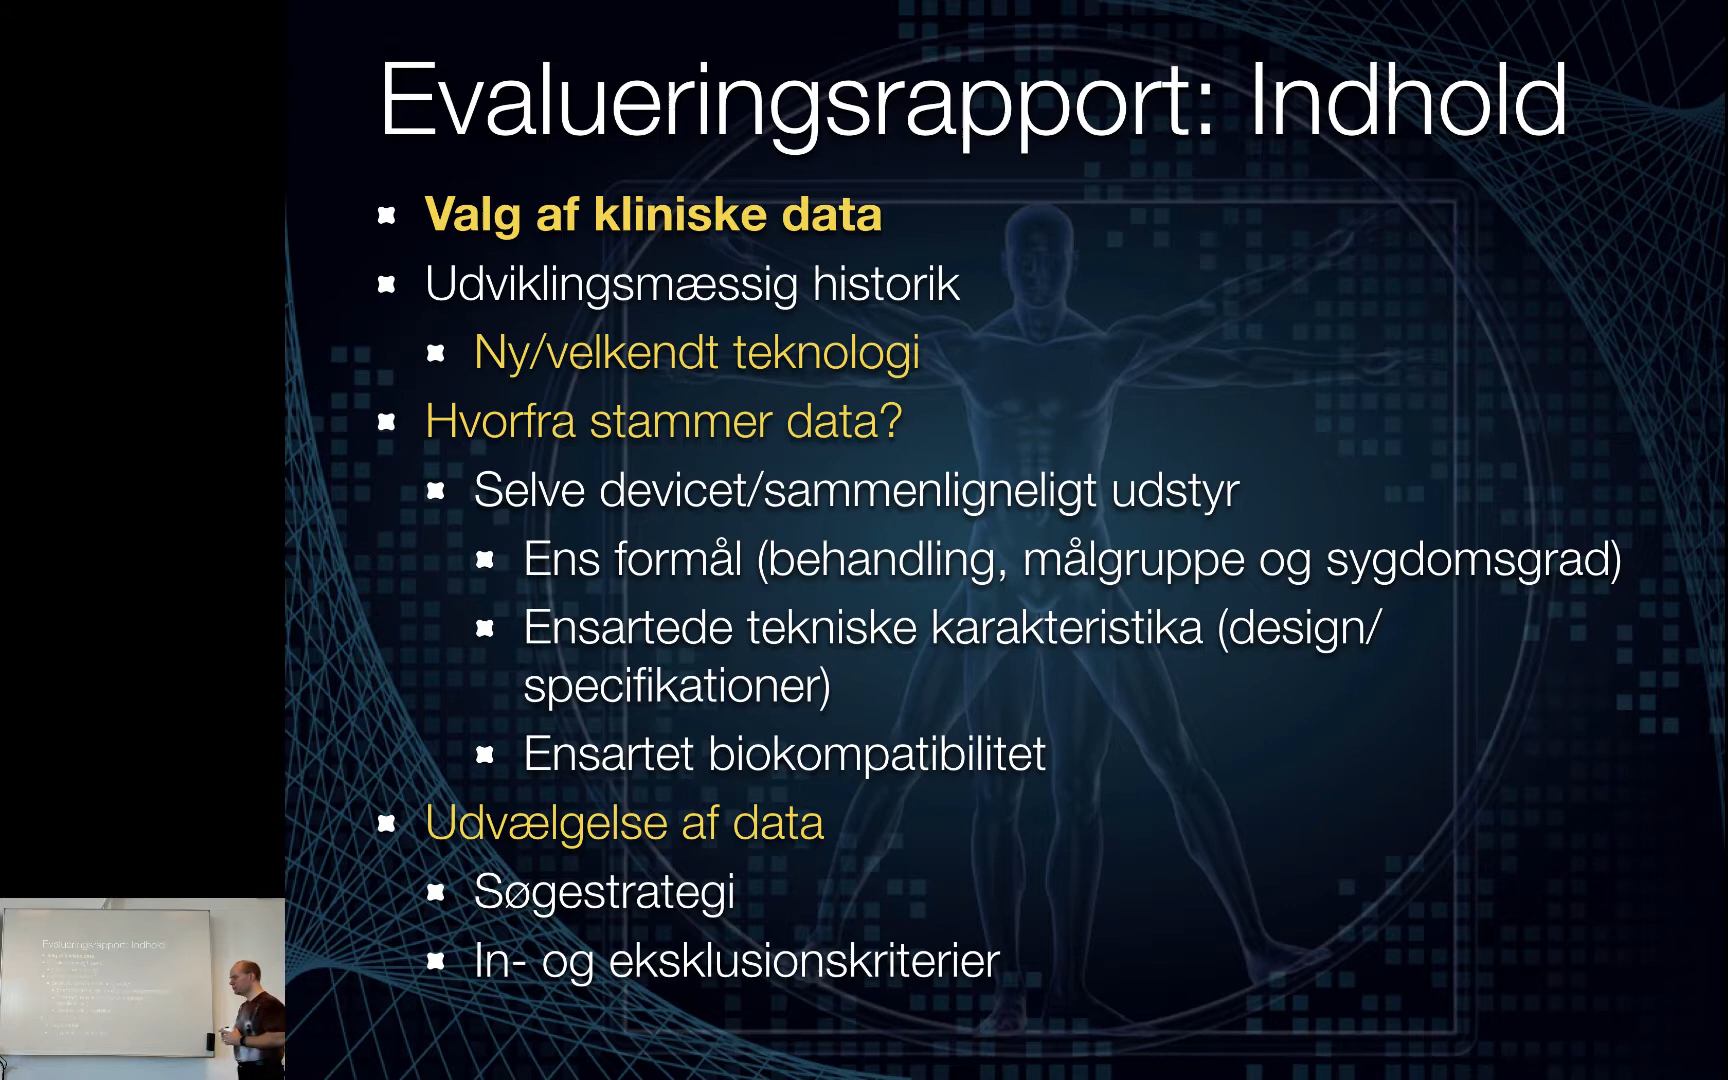 Evalueringsrapport: Indhold
Valg af kliniske data
Udviklingsmæssig historik
Ny/velkendt teknologi
Hvorfra stammer data?
Selve devicet/sammenligneligt udstyr
Ens formål (behandling, målgruppe og sygdomsgrad)
Ensartede tekniske karakteristika (design/
specifikationer)
Ensartet biokompatibilitet
Udvælgelse af data
Søgestrategi
In- og eksklusionskriterier
Evalueringsrapport: Indhold